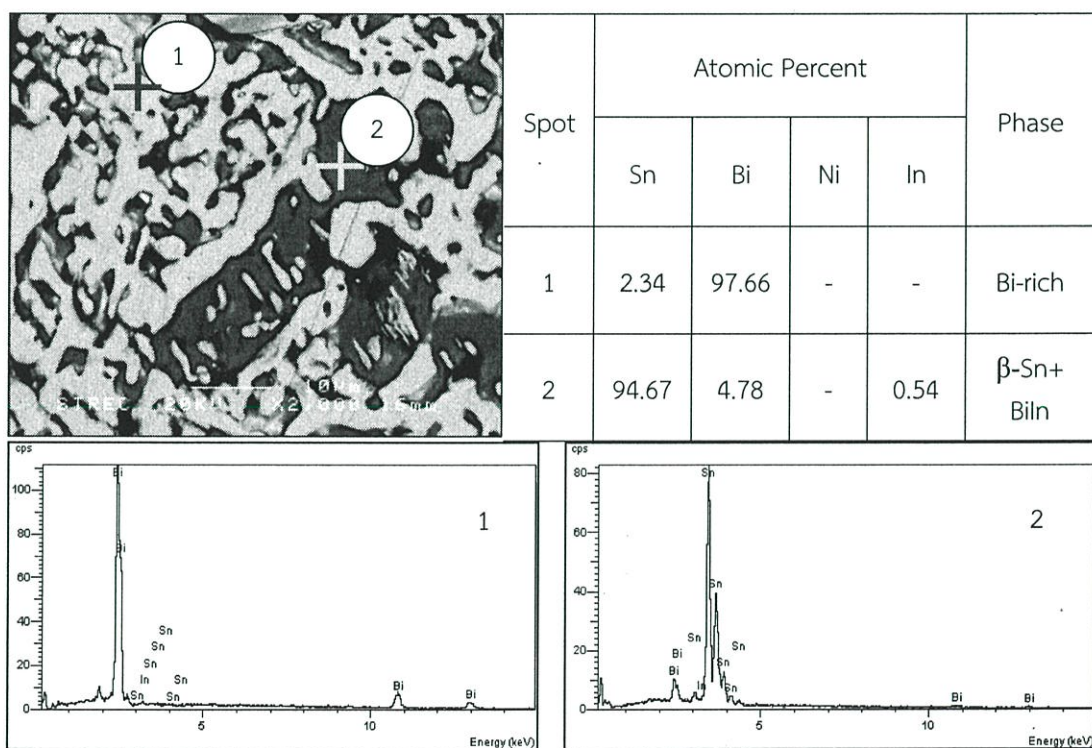 1
2
10µm
20KV
15mm
Spot
Atomic Percent
Phase
Sn
Bi
Ni
In
1
2.34
97.66
-
-
Bi-rich
2
94.67
4.78
-
0.54
β-Sn+
BiIn
cps
100
80
60
40
20
0
5
10
Energy (keV)
1
Bi
Bi
Sn
Sn
Sn
In
Sn
Sn
Sn
Bi
Bi
cps
80
60
40
20
0
5
10
Energy (keV)
2
Sn
Sn
Sn
Sn
Bi
Sn
Bi
In
Sn
Bi
Bi